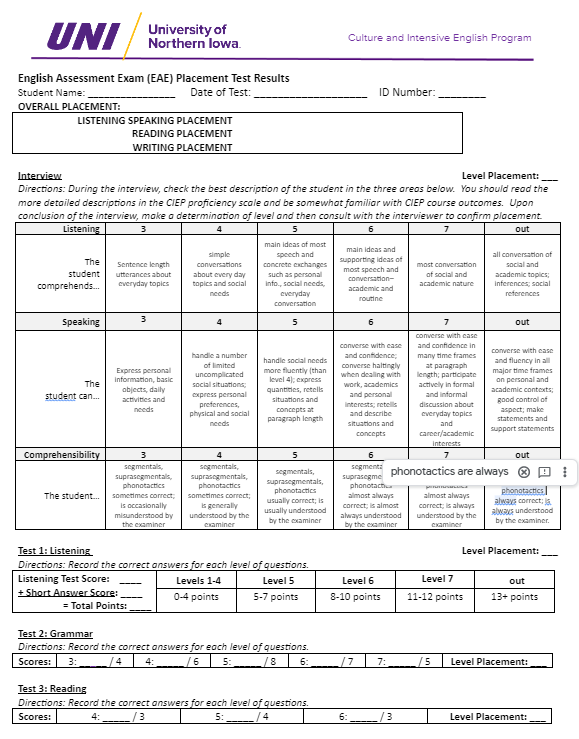 UNI
University of
Northern Iowa.
Culture and Intensive English Program
English Assessment Exam (EAE) Placement Test Results
Student Name: ________________ Date of Test: ____________________ ID Number: ________
OVERALL PLACEMENT:
LISTENING SPEAKING PLACEMENT
READING PLACEMENT
WRITING PLACEMENT
Interview Level Placement: ___
Directions: During the interview, check the best description of the student in the three areas below. You should read the
more detailed descriptions in the CIEP proficiency scale and be somewhat familiar with CIEP course outcomes. Upon
conclusion of the interview, make a determination of level and then consult with the interviewer to confirm placement.
Listening 3 4 5 6 7 out
The
student
comprehends...
Sentence length
utterances about
everyday topics
simple
conversations
about every day
topics and social
needs
main ideas of most
speech and
concrete exchanges
such as personal
info., social needs,
everyday
conversation
main ideas and
supporting ideas of
most speech and
conversation–
academic and
routine
most conversation
of social and
academic nature
all conversation of
social and
academic topics;
inferences; social
references
Speaking 3 4 5 6 7 out
The
student can...
Express personal
information, basic
objects, daily
activities and
needs
handle a number
of limited
uncomplicated
social situations;
express personal
preferences,
physical and social
needs
handle social needs
more fluently (than
level 4); express
quantities, retells
situations and
concepts at
paragraph length
converse with ease
and confidence;
converse haltingly
when dealing with
work, academics
and personal
interests; retells
and describe
situations and
concepts
converse with ease
and confidence in
many time frames
at paragraph
length; participate
actively in formal
and informal
discussion about
everyday topics
and
career/academic
interests
converse with ease
and fluency in all
major time frames
on personal and
academic contexts;
good control of
aspect; make
statements and
support statements
Comprehensibility 3 4 5 6 7 out
The student...
segmentals,
suprasegmentals,
phonotactics
sometimes correct;
is occasionally
misunderstood by
the examiner
segmentals,
suprasegmentals,
phonotactics
sometimes correct;
is generally
understood by the
examiner
segmentals,
suprasegmentals,
phonotactics
usually correct; is
usually understood
by the examiner
segmenta
suprasegme
phonotactics
almost always
correct; is almost
always understood
by the examiner
phonotactics are always
phonotactics
almost always
correct; is always
understood by the
examiner
phonotactics
always correct; is
always understood
by the examiner.
Test 1: Listening Level Placement: ___
Directions: Record the correct answers for each level of questions.
Listening Test Score: ____
+ Short Answer Score: ____
= Total Points: ____
Levels 1-4 Level 5 Level 6 Level 7 out
0-4 points 5-7 points 8-10 points 11-12 points 13+ points
Test 2: Grammar
Directions: Record the correct answers for each level of questions.
Scores: 3: _____ / 4 4: _____ / 6 5: _____ / 8 6: _____ / 7 7: _____ / 5 Level Placement: ___
Test 3: Reading
Directions: Record the correct answers for each level of questions.
Scores: 4: _____ / 3 5: _____ / 4 6: _____ / 3 Level Placement: ___